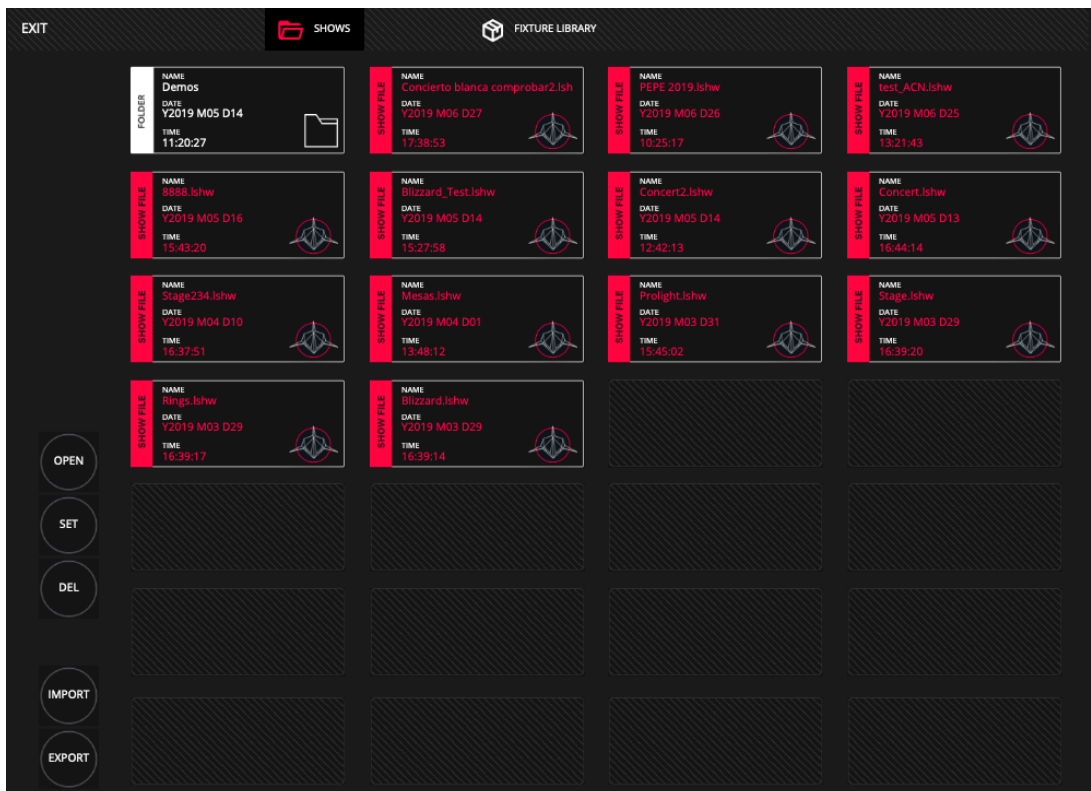 EXIT
SHOWS
FIXTURE LIBRARY
FOLDER
NAME
Demos
DATE
Y2019 M05 D14
TIME
11:20:27
SHOW FILE
NAME
Concierto blanca comprobar2.lsh
DATE
Y2019 M06 D27
TIME
17:38:53
SHOW FILE
NAME
PEPE 2019.lshw
DATE
Y2019 M06 D26
TIME
10:25:17
SHOW FILE
NAME
test_ACN.lshw
DATE
Y2019 M06 D25
TIME
13:21:43
SHOW FILE
NAME
8888.lshw
DATE
Y2019 M05 D16
TIME
15:43:20
SHOW FILE
NAME
Blizzard_Test.lshw
DATE
Y2019 M05 D14
TIME
15:27:58
SHOW FILE
NAME
Concert2.lshw
DATE
Y2019 M05 D14
TIME
12:42:13
SHOW FILE
NAME
Concert.lshw
DATE
Y2019 M05 D13
TIME
16:44:14
SHOW FILE
NAME
Stage234.lshw
DATE
Y2019 M04 D10
TIME
16:37:51
SHOW FILE
NAME
Mesas.lshw
DATE
Y2019 M04 D01
TIME
13:48:12
SHOW FILE
NAME
Prolight.lshw
DATE
Y2019 M03 D31
TIME
15:45:02
SHOW FILE
NAME
Stage.lshw
DATE
Y2019 M03 D29
TIME
16:39:20
SHOW FILE
NAME
Rings.lshw
DATE
Y2019 M03 D29
TIME
16:39:17
SHOW FILE
NAME
Blizzard.lshw
DATE
Y2019 M03 D29
TIME
16:39:14
OPEN
SET
DEL
IMPORT
EXPORT